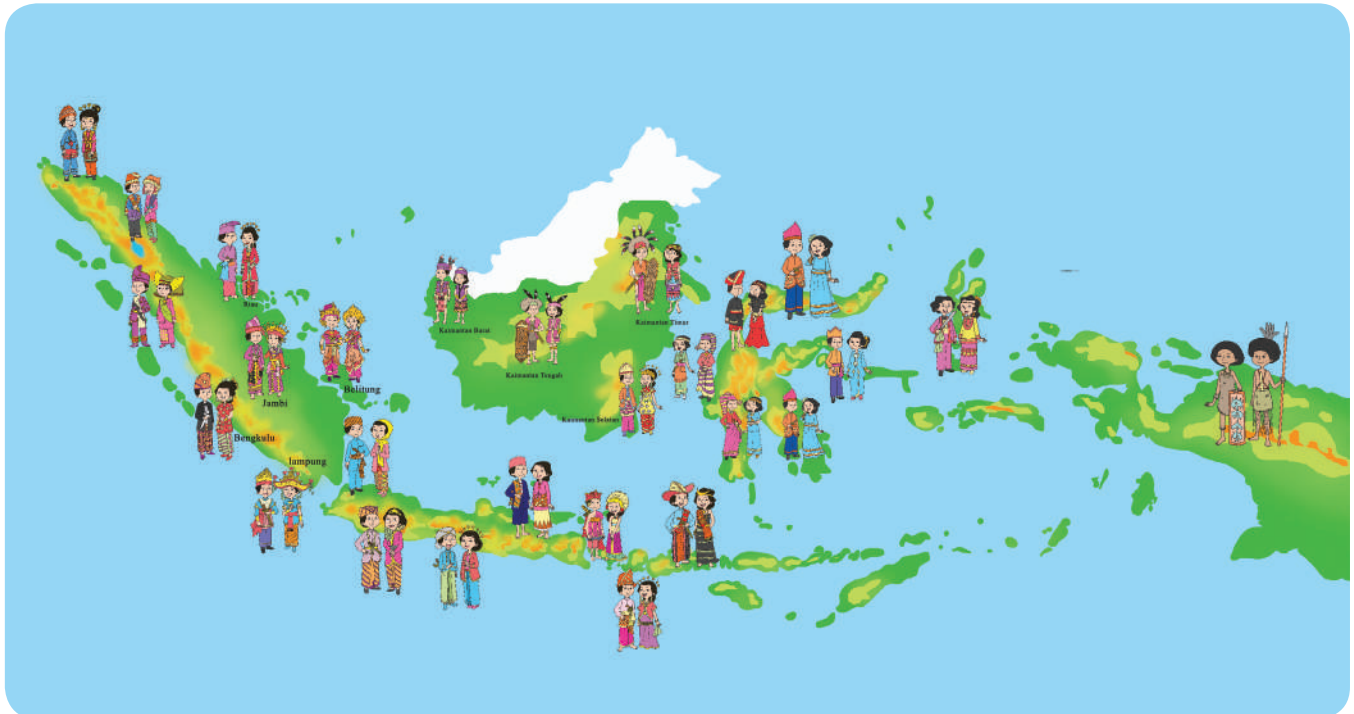 Riau
Kalimantan Barat
Kalimantan Timur
Kalimantan Tengah
Belitung
Jambi
Kalimantan Selatan
Bengkulu
lampung